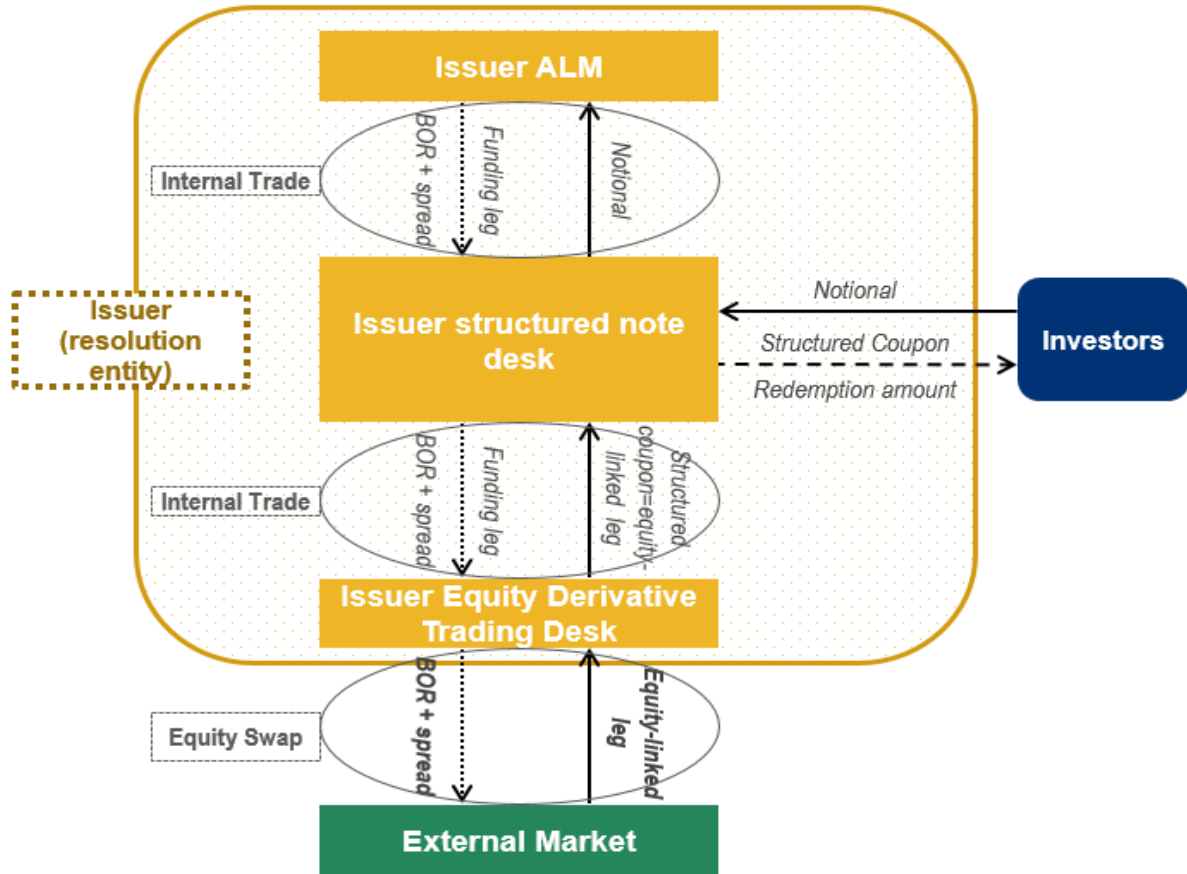 Issuer ALM
BOR + spread
Funding leg
Notional
Internal Trade
Issuer
(resolution
entity)
Issuer structured note
desk
Notional
Structured Coupon
Redemption amount
Investors
Internal Trade
BOR + spread
Funding leg
Structured
coupon=equity-
linked leg
Issuer Equity Derivative
Trading Desk
Equity Swap
BOR + spread
Equity-linked
leg
External Market